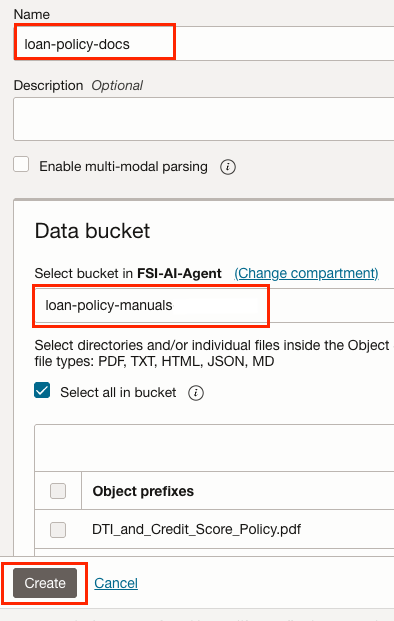 Name
loan-policy-docs
Description Optional
Enable multi-modal parsing
Data bucket
Select bucket in FSI-AI-Agent (Change compartment)
loan-policy-manuals
Select directories and/or individual files inside the Object
file types: PDF, TXT, HTML, JSON, MD
Select all in bucket
Object prefixes
DTI_and_Credit_Score_Policy.pdf
Create Cancel